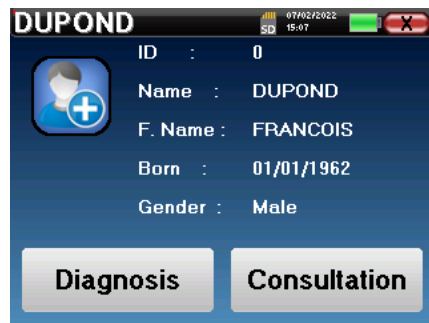 DUPOND
SD 07/02/2022
15:07
X
ID : 0
Name : DUPOND
F. Name : FRANCOIS
Born : 01/01/1962
Gender : Male
Diagnosis Consultation